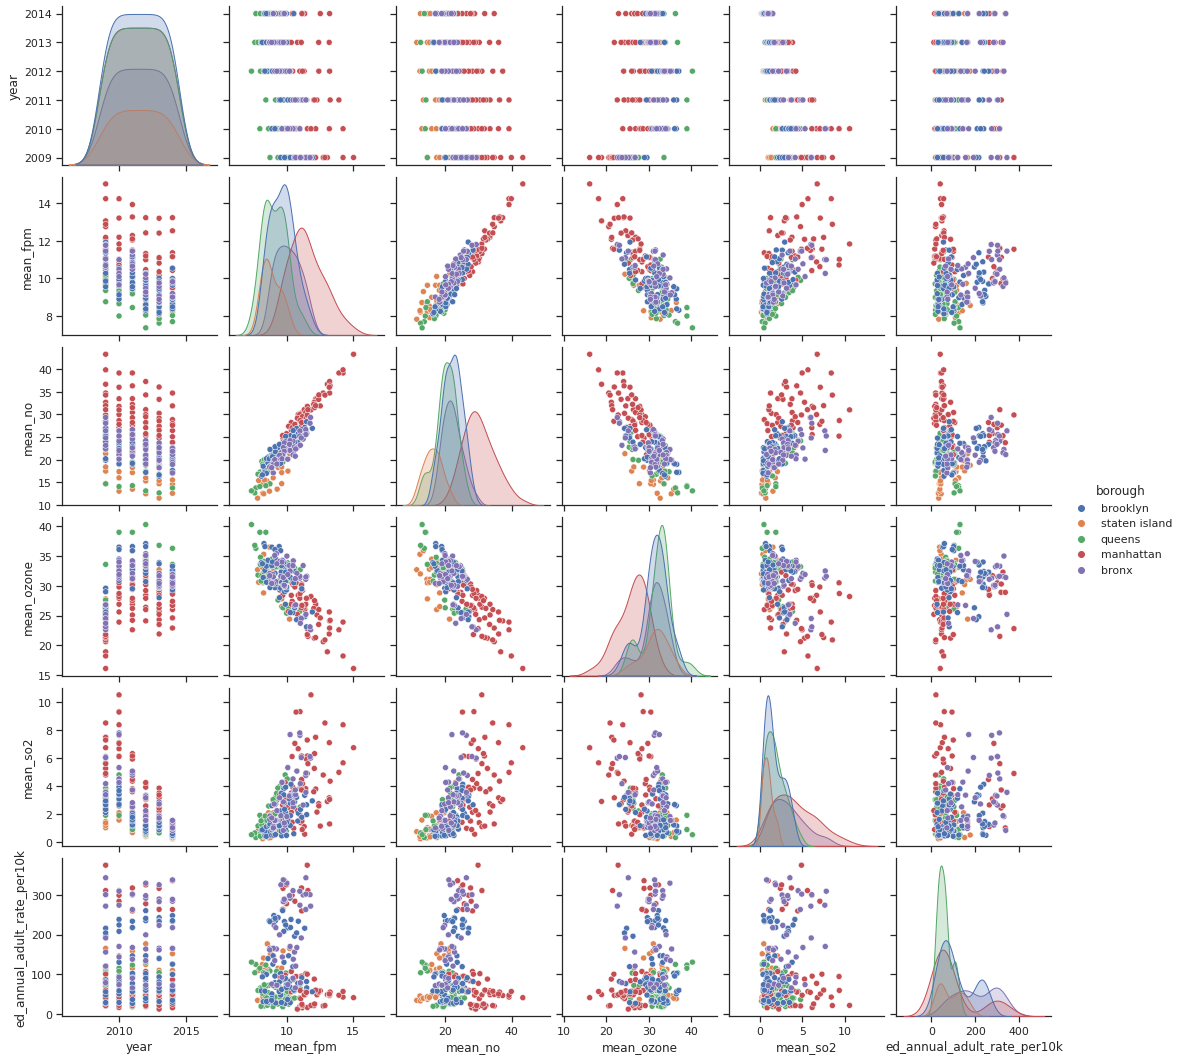 2014
2013
2012
2011
2010
2009
year
14
12
10
8
mean_fpm
40
35
30
25
20
15
10
mean_no
borough
brooklyn
staten island
queens
manhattan
bronx
40
35
30
25
20
15
mean_ozone
10
8
6
4
2
0
mean_so2
300
200
100
0
ed_annual_adult_rate_per10k
2010 2015 10 15 20 40 10 20 30 40 0 5 10 0 200 400
year mean_fpm mean_no mean_ozone mean_so2 ed_annual_adult_rate_per10k